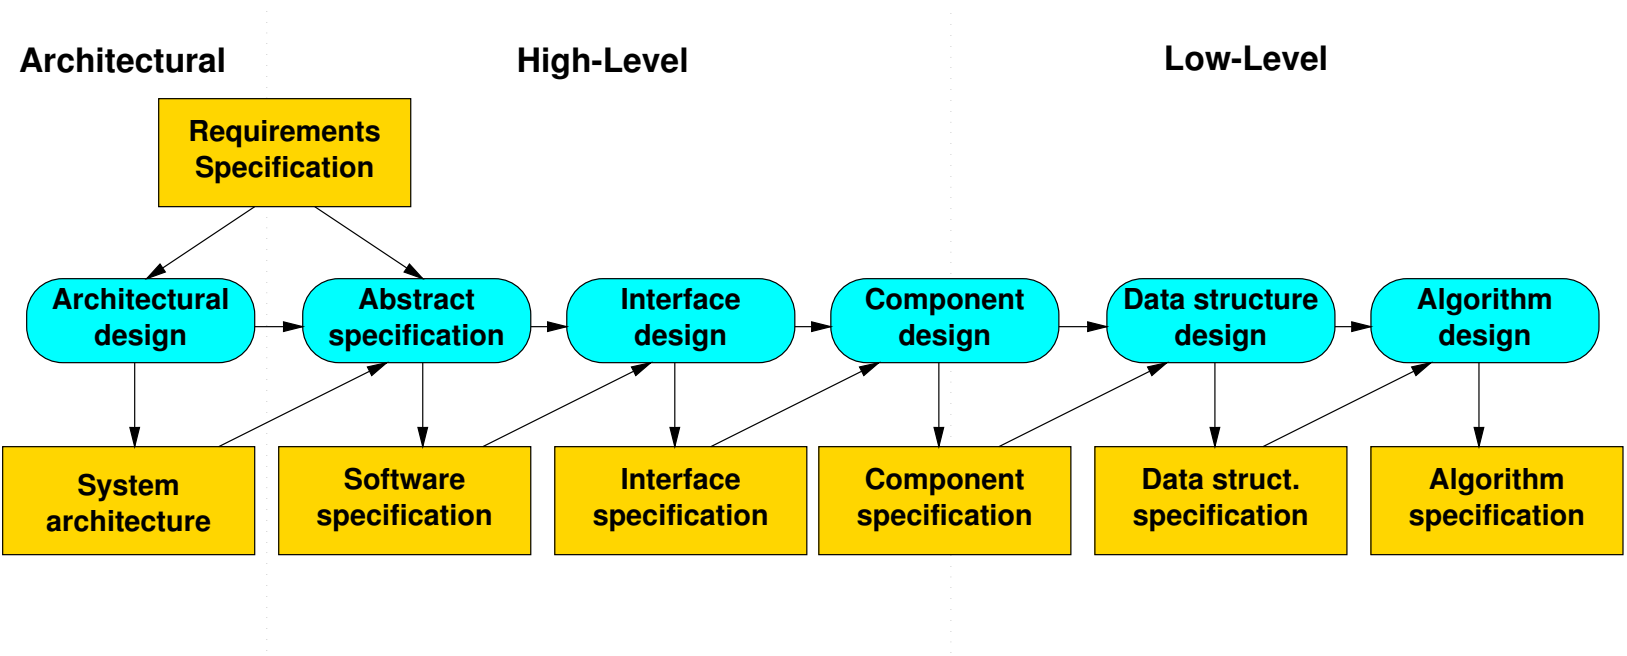 Architectural
High-Level
Low-Level
Requirements
Specification
Architectural
design
Abstract
specification
Interface
design
Component
design
Data structure
design
Algorithm
design
System
architecture
Software
specification
Interface
specification
Component
specification
Data struct.
specification
Algorithm
specification